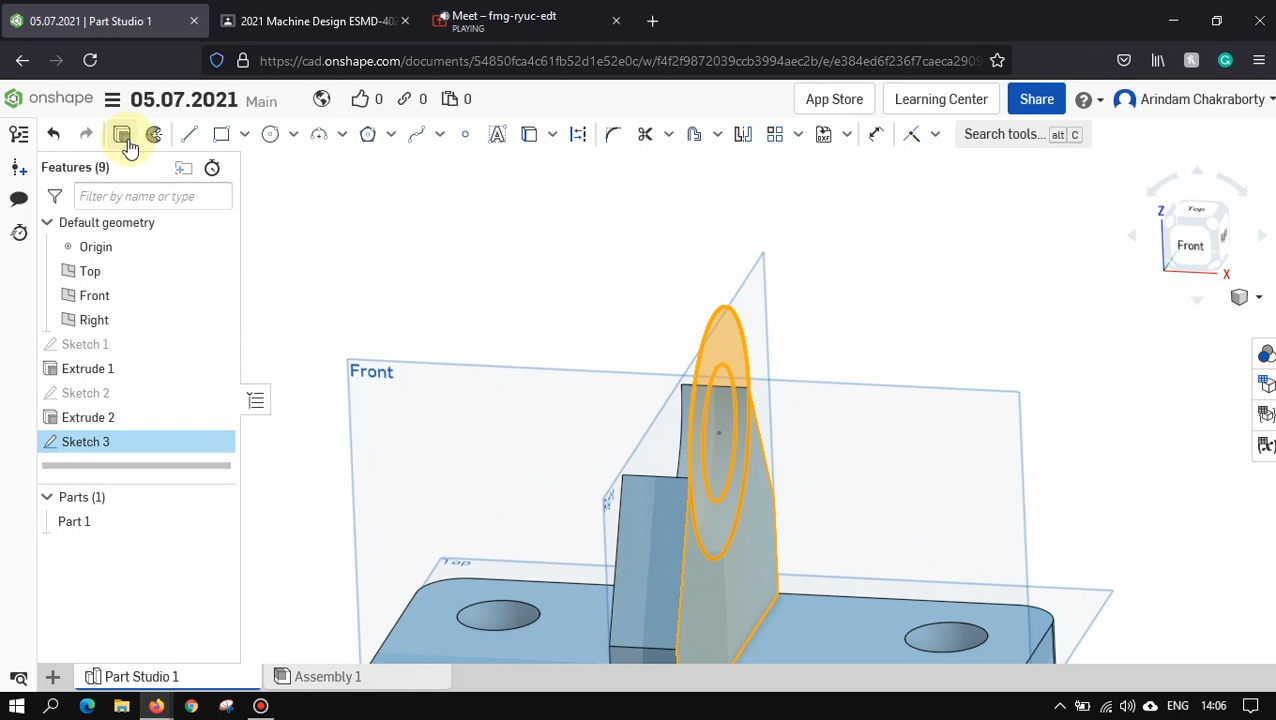 05.07.2021 | Part Studio 1
2021 Machine Design ESMD-402
Meet – fmg-ryuc-edt
PLAYING
https://cad.onshape.com/documents/54850fca4c61fb52d1e52e0c/w/f4f2f9872039ccb3994aec2b/e/e384ed6f236f7ceafa2909
onshape
05.07.2021 Main
0
0
0
App Store
Learning Center
Share
Arindam Chakraborty
Search tools... alt C
Features (9)
Filter by name or type
Default geometry
Origin
Top
Front
Right
Sketch 1
Extrude 1
Sketch 2
Extrude 2
Sketch 3
Parts (1)
Part 1
Front
Top
Z
Top
Front
X
Part Studio 1
Assembly 1
ENG
14:06